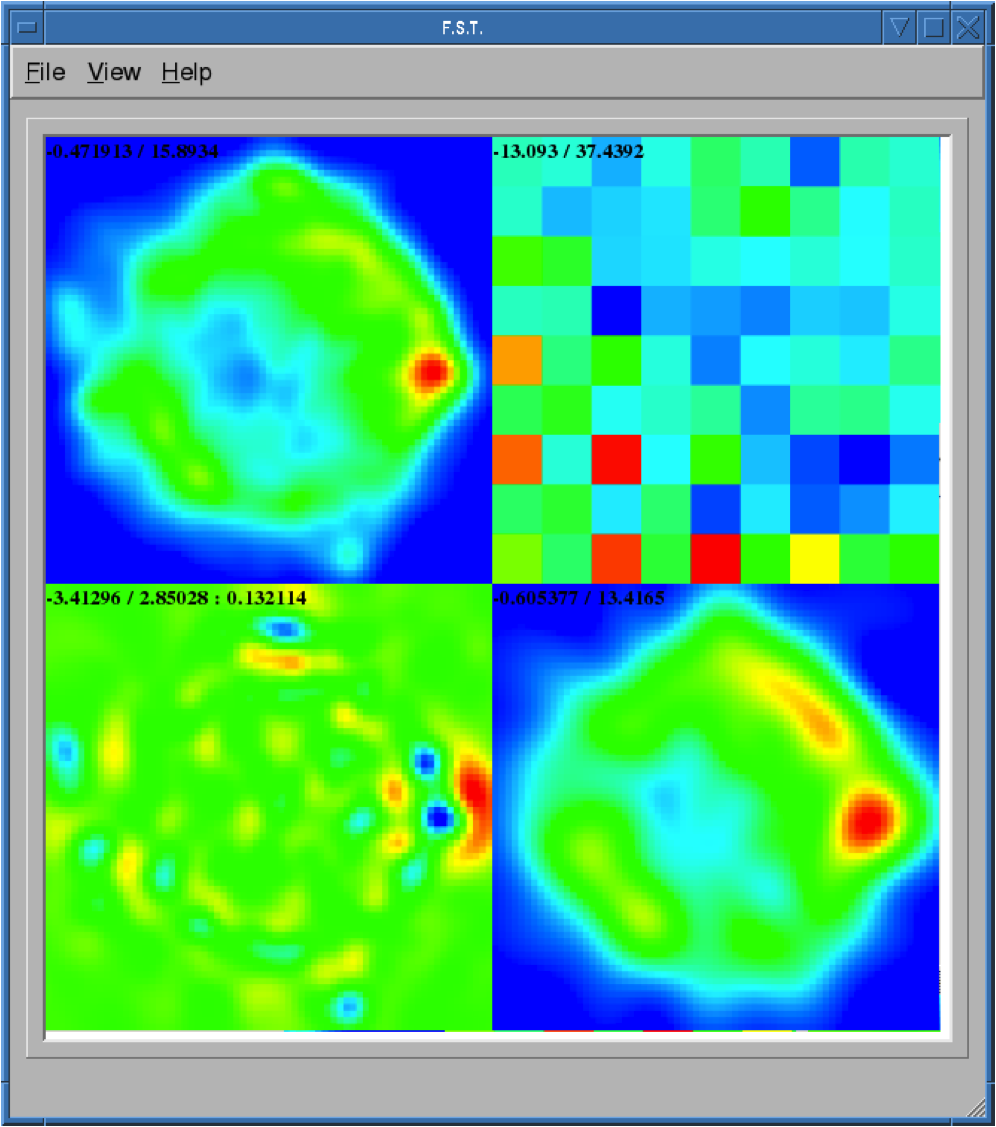 F.S.T.
File View Help
-0.471913 / 15.8934
-13.093 / 37.4392
-3.41296 / 2.85028 : 0.132114
-0.605377 / 13.4165